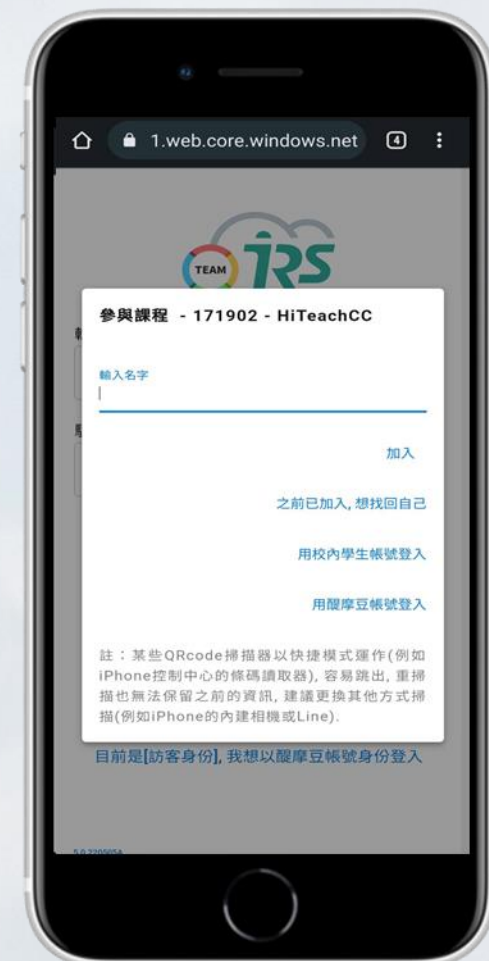 1.web.core.windows.net 4
TEAM IRS
參與課程 - 171902 - HiTeachCC
輸入名字
加入
之前已加入, 想找回自己
用校內學生帳號登入
用醍摩豆帳號登入
註：某些QRcode掃描器以快捷模式運作(例如
iPhone控制中心的條碼讀取器), 容易跳出, 重掃
描也無法保留之前的資訊, 建議更換其他方式掃
描(例如iPhone的內建相機或Line).
目前是[訪客身份], 我想以醍摩豆帳號身份登入